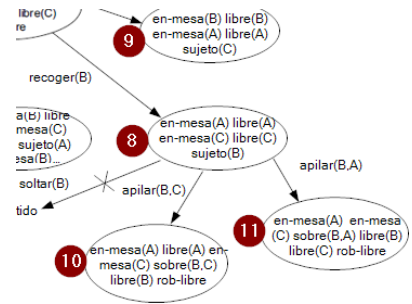 libre(C)
re
en-mesa(B) libre(B)
en-mesa(A) libre(A)
sujeto(C)
9
recoger(B)
a(B) libre
mesa(C)
sujeto(A)
esa(B)...
en-mesa(A) libre(A)
en-mesa(C) libre(C)
sujeto(B)
8
soltar(B)
tido
apilar(B,C)
apilar(B,A)
en-mesa(A) en-mesa
(C) sobre(B,A) libre(B)
libre(C) rob-libre
11
en-mesa(A) libre(A) en-
mesa(C) sobre(B,C)
libre(B) rob-libre
10